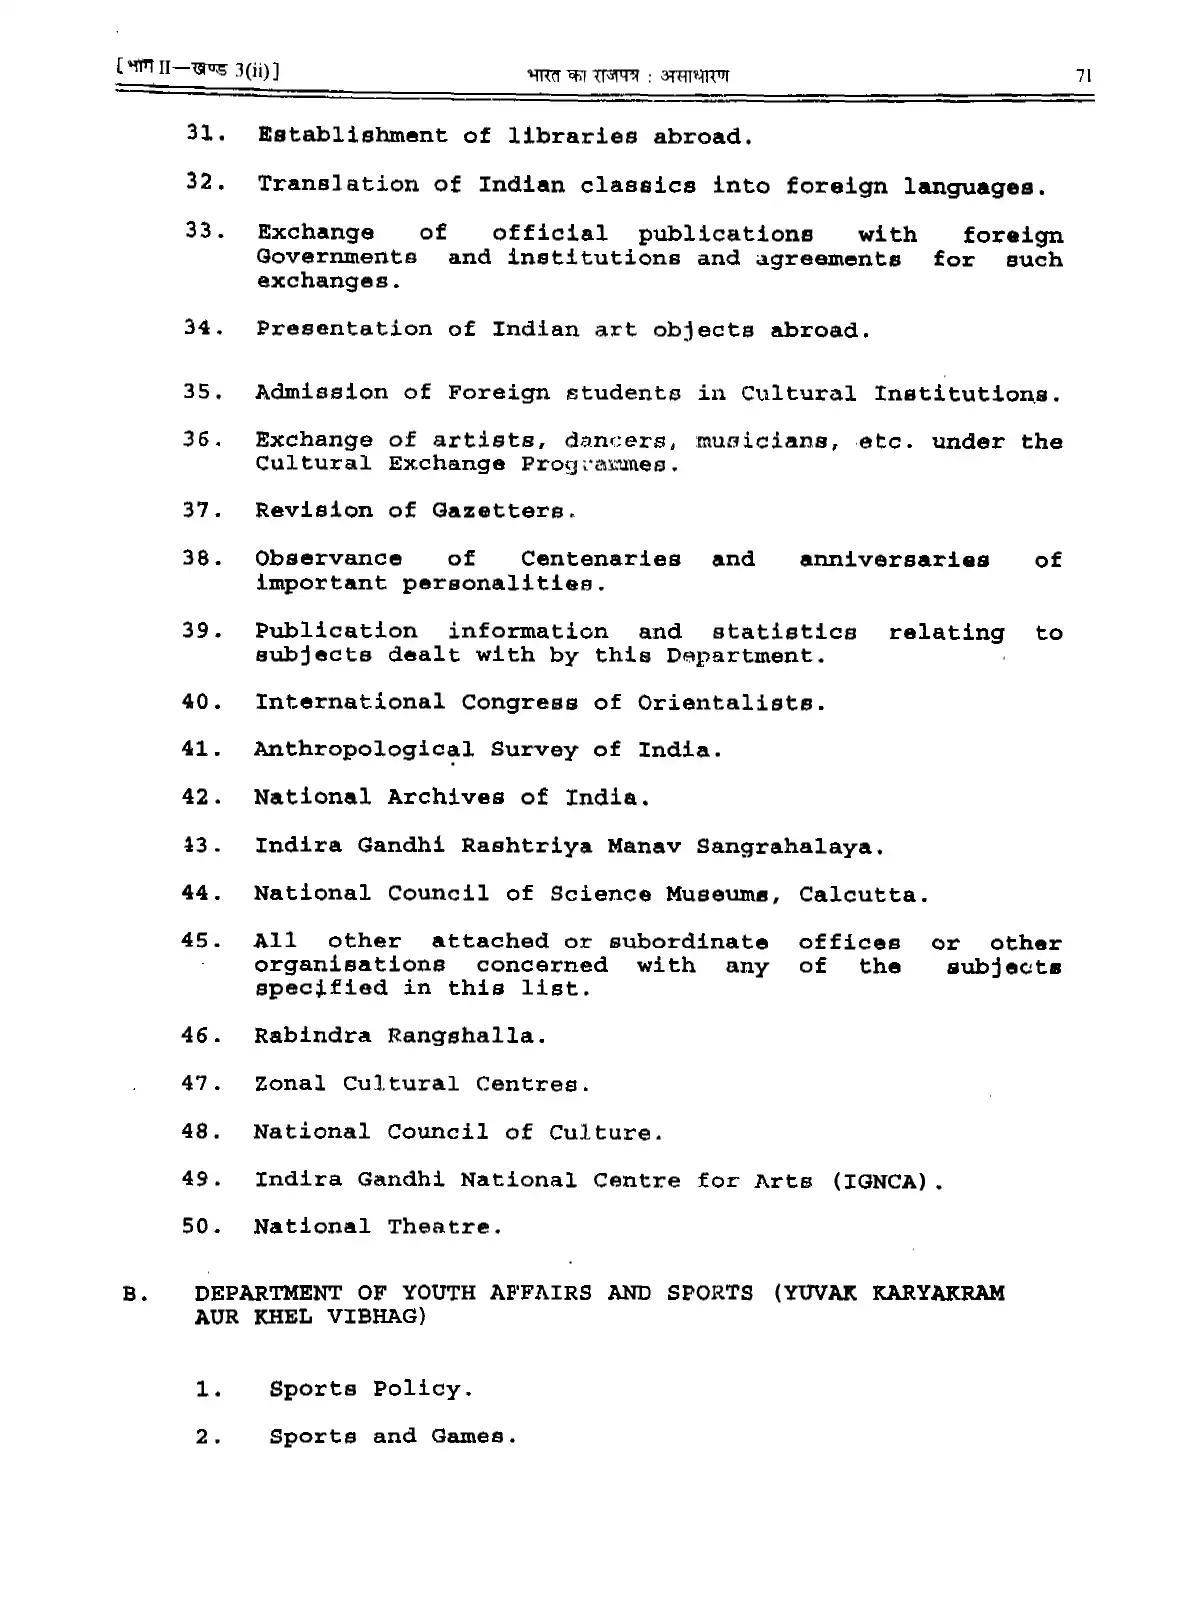 [भाग II—खण्ड 3(ii)]
भारत का राजपत्र : असाधारण
71
31. Establishment of libraries abroad.
32. Translation of Indian classics into foreign languages.
33. Exchange of official publications with foreign
Governments and institutions and agreements for such
exchanges.
34. Presentation of Indian art objects abroad.
35. Admission of Foreign students in Cultural Institutions.
36. Exchange of artists, dancers, musicians, etc. under the
Cultural Exchange Programmes.
37. Revision of Gazetters.
38. Observance of Centenaries and anniversaries of
important personalities.
39. Publication information and statistics relating to
subjects dealt with by this Department.
40. International Congress of Orientalists.
41. Anthropological Survey of India.
42. National Archives of India.
43. Indira Gandhi Rashtriya Manav Sangrahalaya.
44. National Council of Science Museums, Calcutta.
45. All other attached or subordinate offices or other
organisations concerned with any of the subjects
specified in this list.
46. Rabindra Rangshalla.
47. Zonal Cultural Centres.
48. National Council of Culture.
49. Indira Gandhi National Centre for Arts (IGNCA).
50. National Theatre.
B. DEPARTMENT OF YOUTH AFFAIRS AND SPORTS (YUVAK KARYAKRAM
AUR KHEL VIBHAG)
1. Sports Policy.
2. Sports and Games.